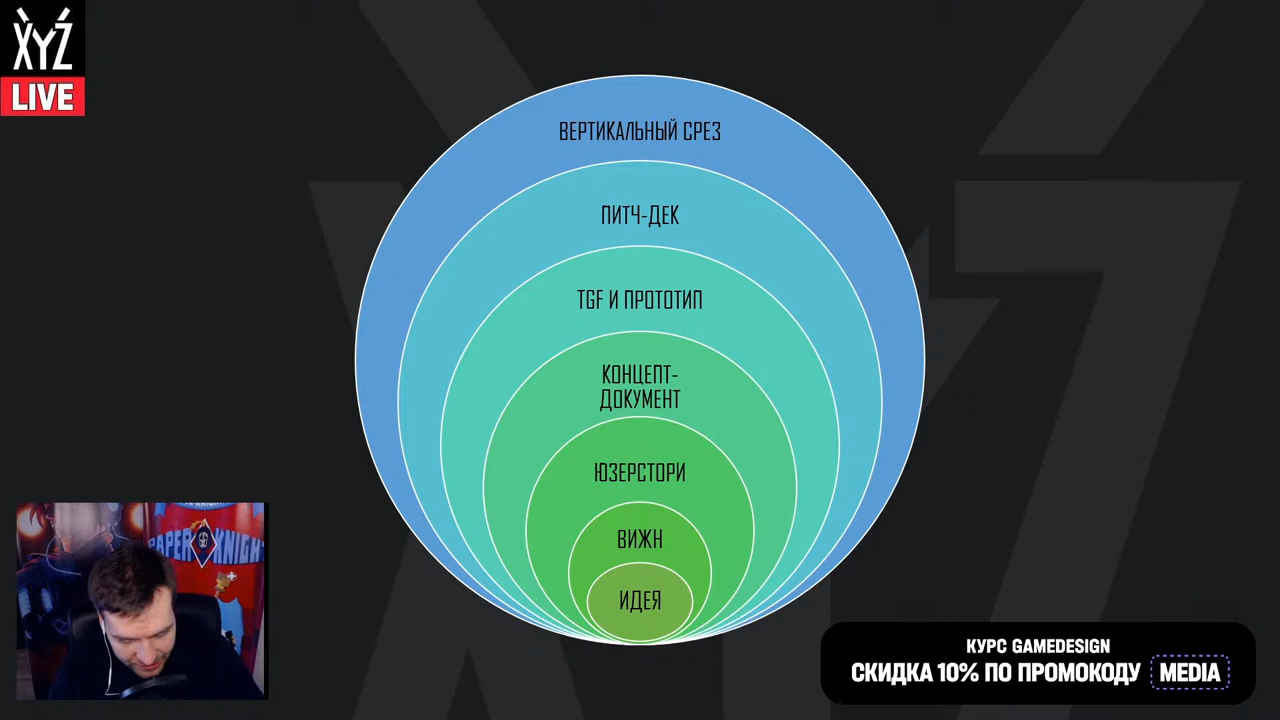 XYZ
LIVE
ВЕРТИКАЛЬНЫЙ СРЕЗ
ПИТЧ-ДЕК
TGF И ПРОТОТИП
КОНЦЕПТ-
ДОКУМЕНТ
ЮЗЕРСТОРИ
ВИЖН
ИДЕЯ
PAPER KNIGHT
КУРС GAMEDESIGN
СКИДКА 10% ПО ПРОМОКОДУ MEDIA